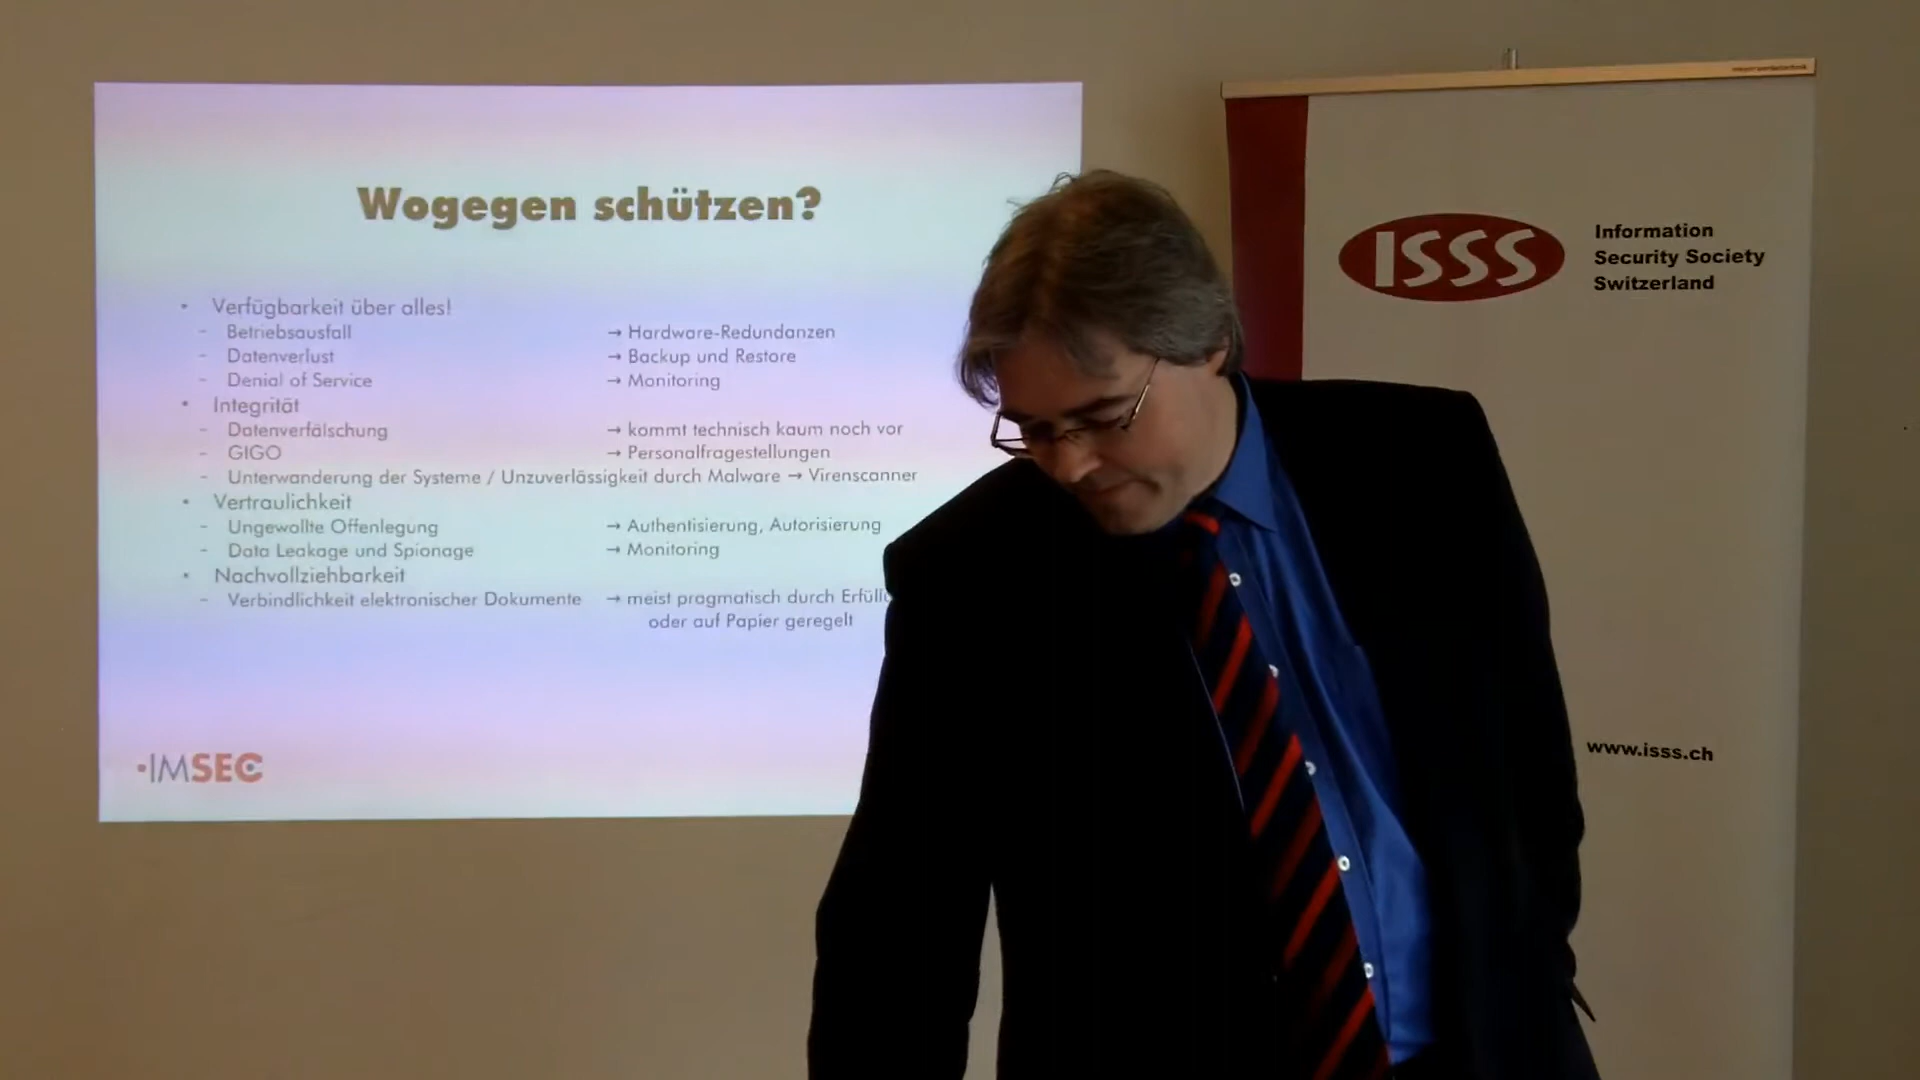 Wogegen schützen?
• Verfügbarkeit über alles!
– Betriebsausfall → Hardware-Redundanzen
– Datenverlust → Backup und Restore
– Denial of Service → Monitoring
• Integrität
– Datenverfälschung → kommt technisch kaum noch vor
– GIGO → Personalfragestellungen
– Unterwanderung der Systeme / Unzuverlässigkeit durch Malware → Virenscanner
• Vertraulichkeit
– Ungewollte Offenlegung → Authentisierung, Autorisierung
– Data Leakage und Spionage → Monitoring
• Nachvollziehbarkeit
– Verbindlichkeit elektronischer Dokumente → meist pragmatisch durch
oder auf Papier geregelt
•IMSEC
ISSS
Information
Security Society
Switzerland
www.isss.ch